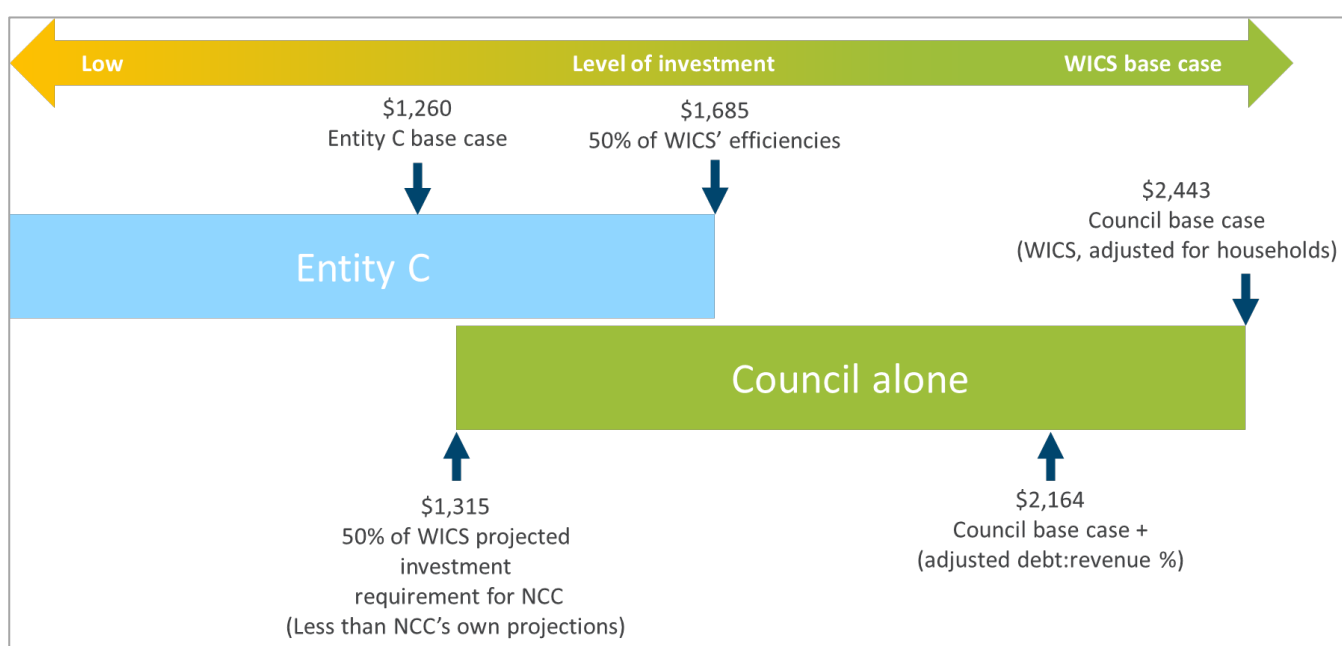 Low
Level of investment
WICS base case
$1,260
Entity C base case
$1,685
50% of WICS’ efficiencies
$2,443
Council base case
(WICS, adjusted for households)
Entity C
Council alone
$1,315
50% of WICS projected
investment
requirement for NCC
(Less than NCC’s own projections)
$2,164
Council base case +
(adjusted debt:revenue %)